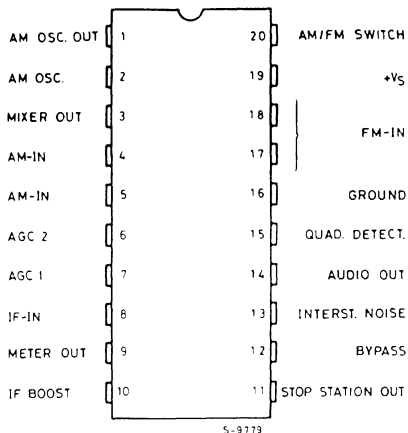 AM OSC. OUT 1 20 AM/FM SWITCH
AM OSC. 2 19 +VS
MIXER OUT 3 18
FM-IN
AM-IN 4 17
AM-IN 5 16 GROUND
AGC 2 6 15 QUAD. DETECT.
AGC 1 7 14 AUDIO OUT
IF-IN 8 13 INTERST. NOISE
METER OUT 9 12 BYPASS
IF BOOST 10 11 STOP STATION OUT
S-9779